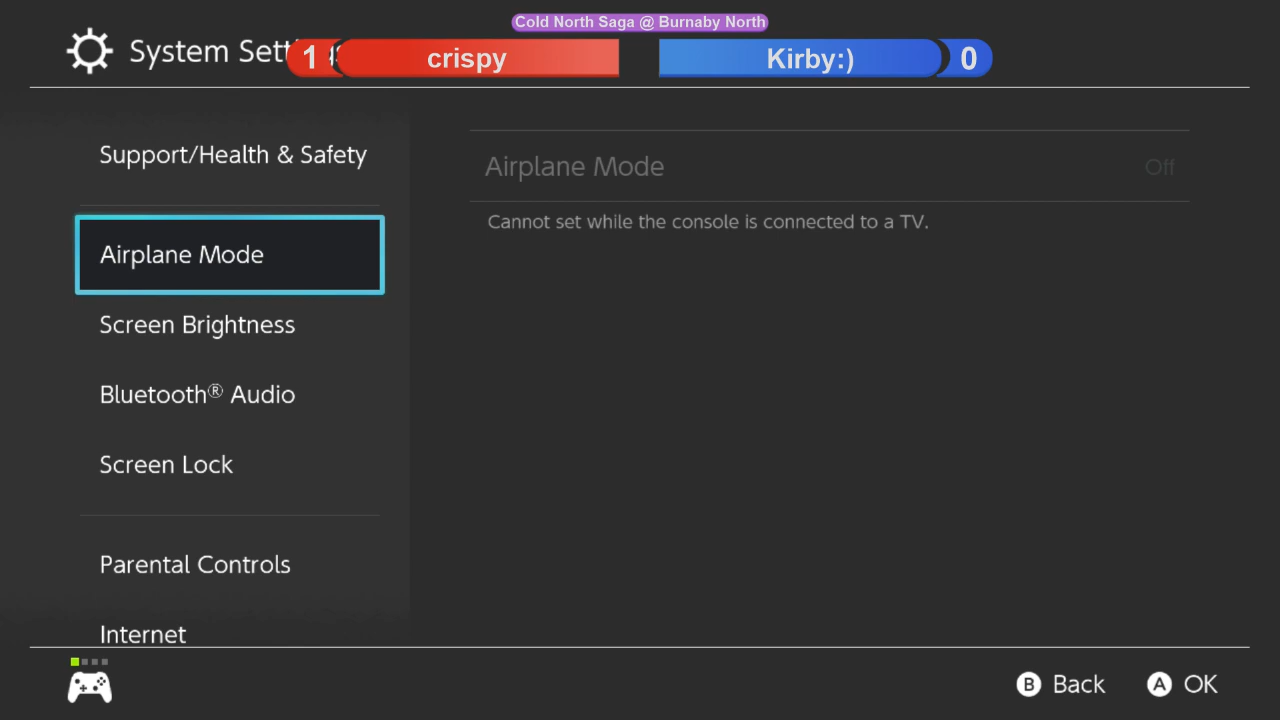 Cold North Saga @ Burnaby North
System Sett
1 crispy Kirby:) 0
Support/Health & Safety
Airplane Mode
Screen Brightness
Bluetooth® Audio
Screen Lock
Parental Controls
Internet
Airplane Mode Off
Cannot set while the console is connected to a TV.
B Back A OK